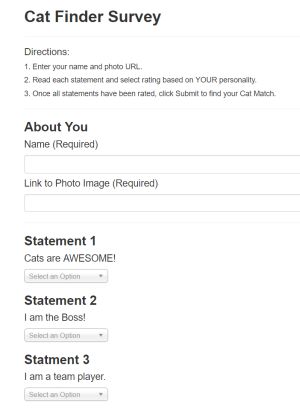 Cat Finder Survey
Directions:
1. Enter your name and photo URL.
2. Read each statement and select rating based on YOUR personality.
3. Once all statements have been rated, click Submit to find your Cat Match.
About You
Name (Required)
Link to Photo Image (Required)
Statement 1
Cats are AWESOME!
Select an Option
Statement 2
I am the Boss!
Select an Option
Statment 3
I am a team player.
Select an Option